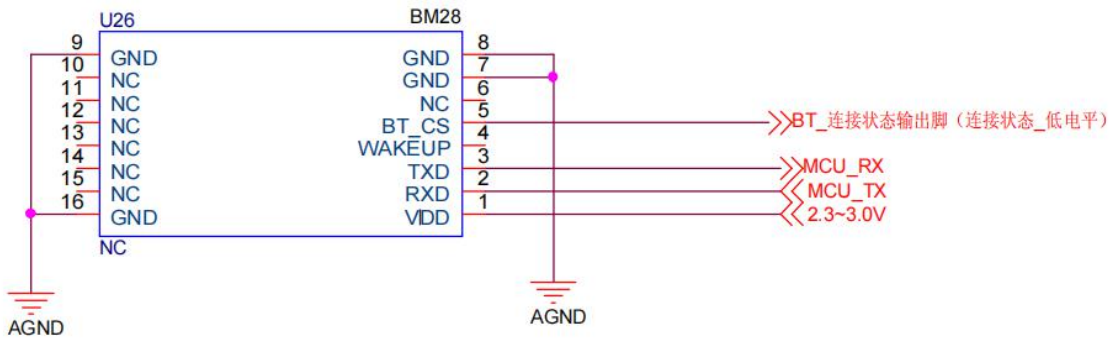 U26
BM28
9
GND
10
NC
11
NC
12
NC
13
NC
14
NC
15
NC
16
GND
NC
8
GND
7
GND
6
NC
5
BT_CS
4
WAKEUP
3
TXD
2
RXD
1
VDD
BT_连接状态输出脚(连接状态_低电平)
MCU_RX
MCU_TX
2.3~3.0V
AGND
AGND